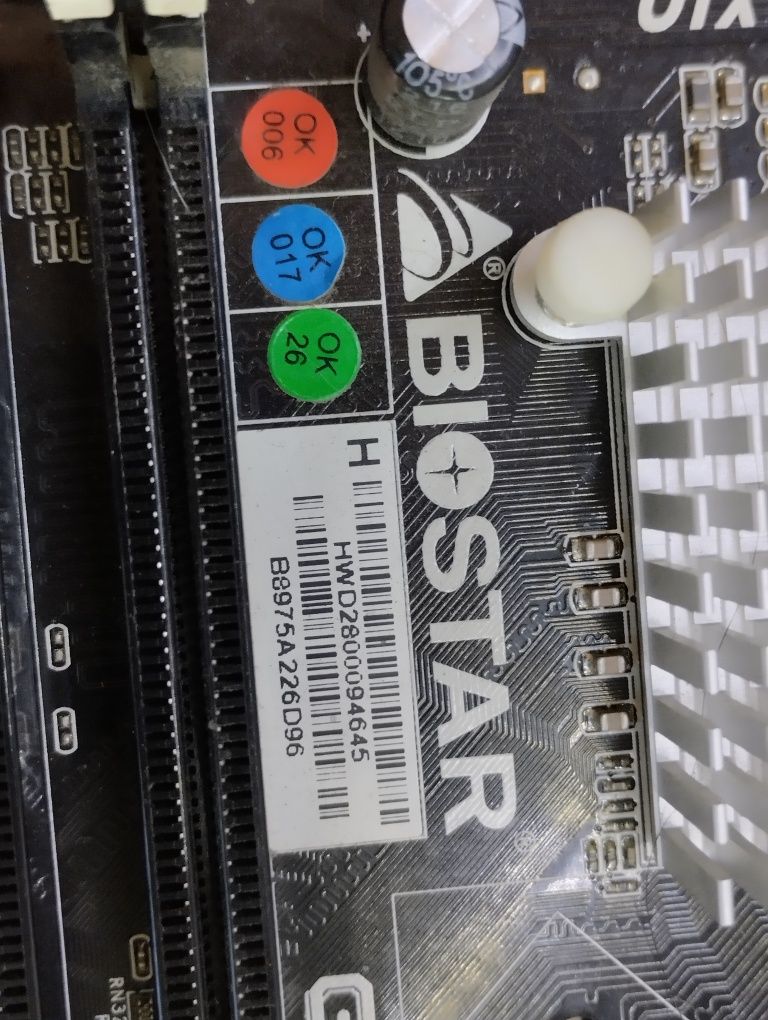 105°C
OK
006
OK
017
OK
26
BIOSTAR
®
®
H
HWD2800094645
B8975A226D96